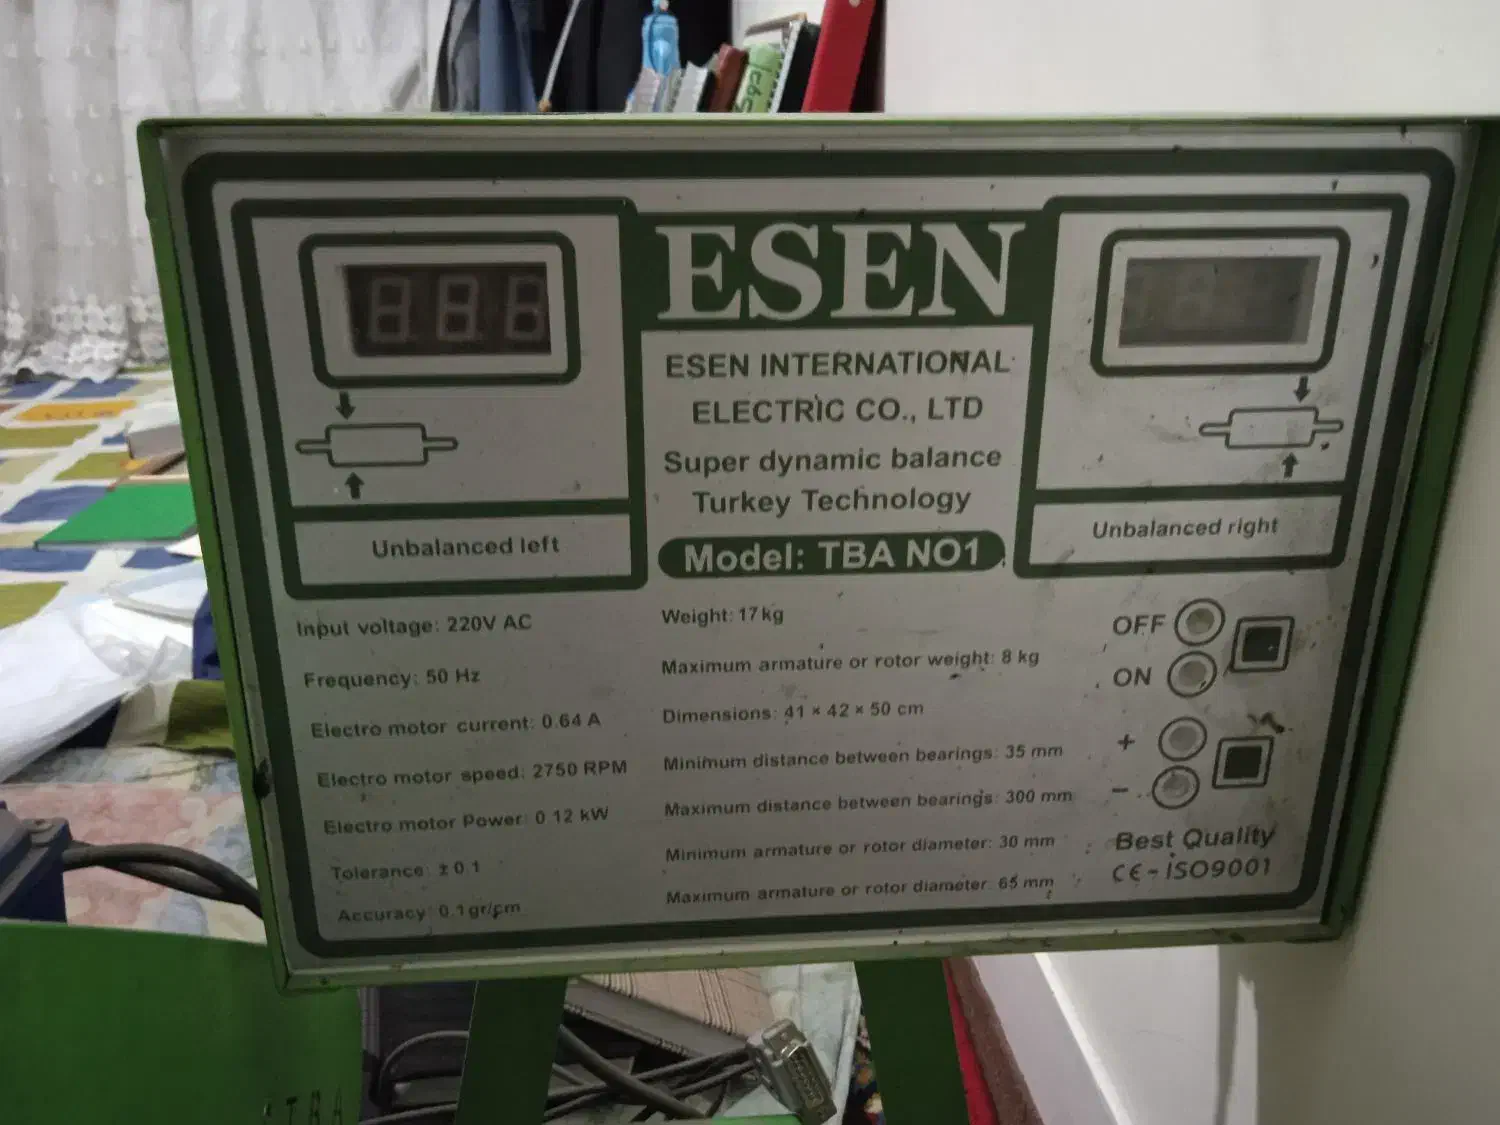 ESEN
ESEN INTERNATIONAL
ELECTRIC CO., LTD
Super dynamic balance
Turkey Technology
Model: TBA NO1
Unbalanced left
Unbalanced right
Input voltage: 220V AC
Frequency: 50 Hz
Electro motor current: 0.64 A
Electro motor speed: 2750 RPM
Electro motor Power: 0 12 kW
Tolerance: ± 0 1
Accuracy: 0.1gr/cm
Weight: 17kg
Maximum armature or rotor weight: 8 kg
Dimensions: 41 × 42 × 50 cm
Minimum distance between bearings: 35 mm
Maximum distance between bearings: 300 mm
Minimum armature or rotor diameter: 30 mm
Maximum armature or rotor diameter: 65 mm
OFF
ON
+
−
Best Quality
CE-ISO9001
TBA